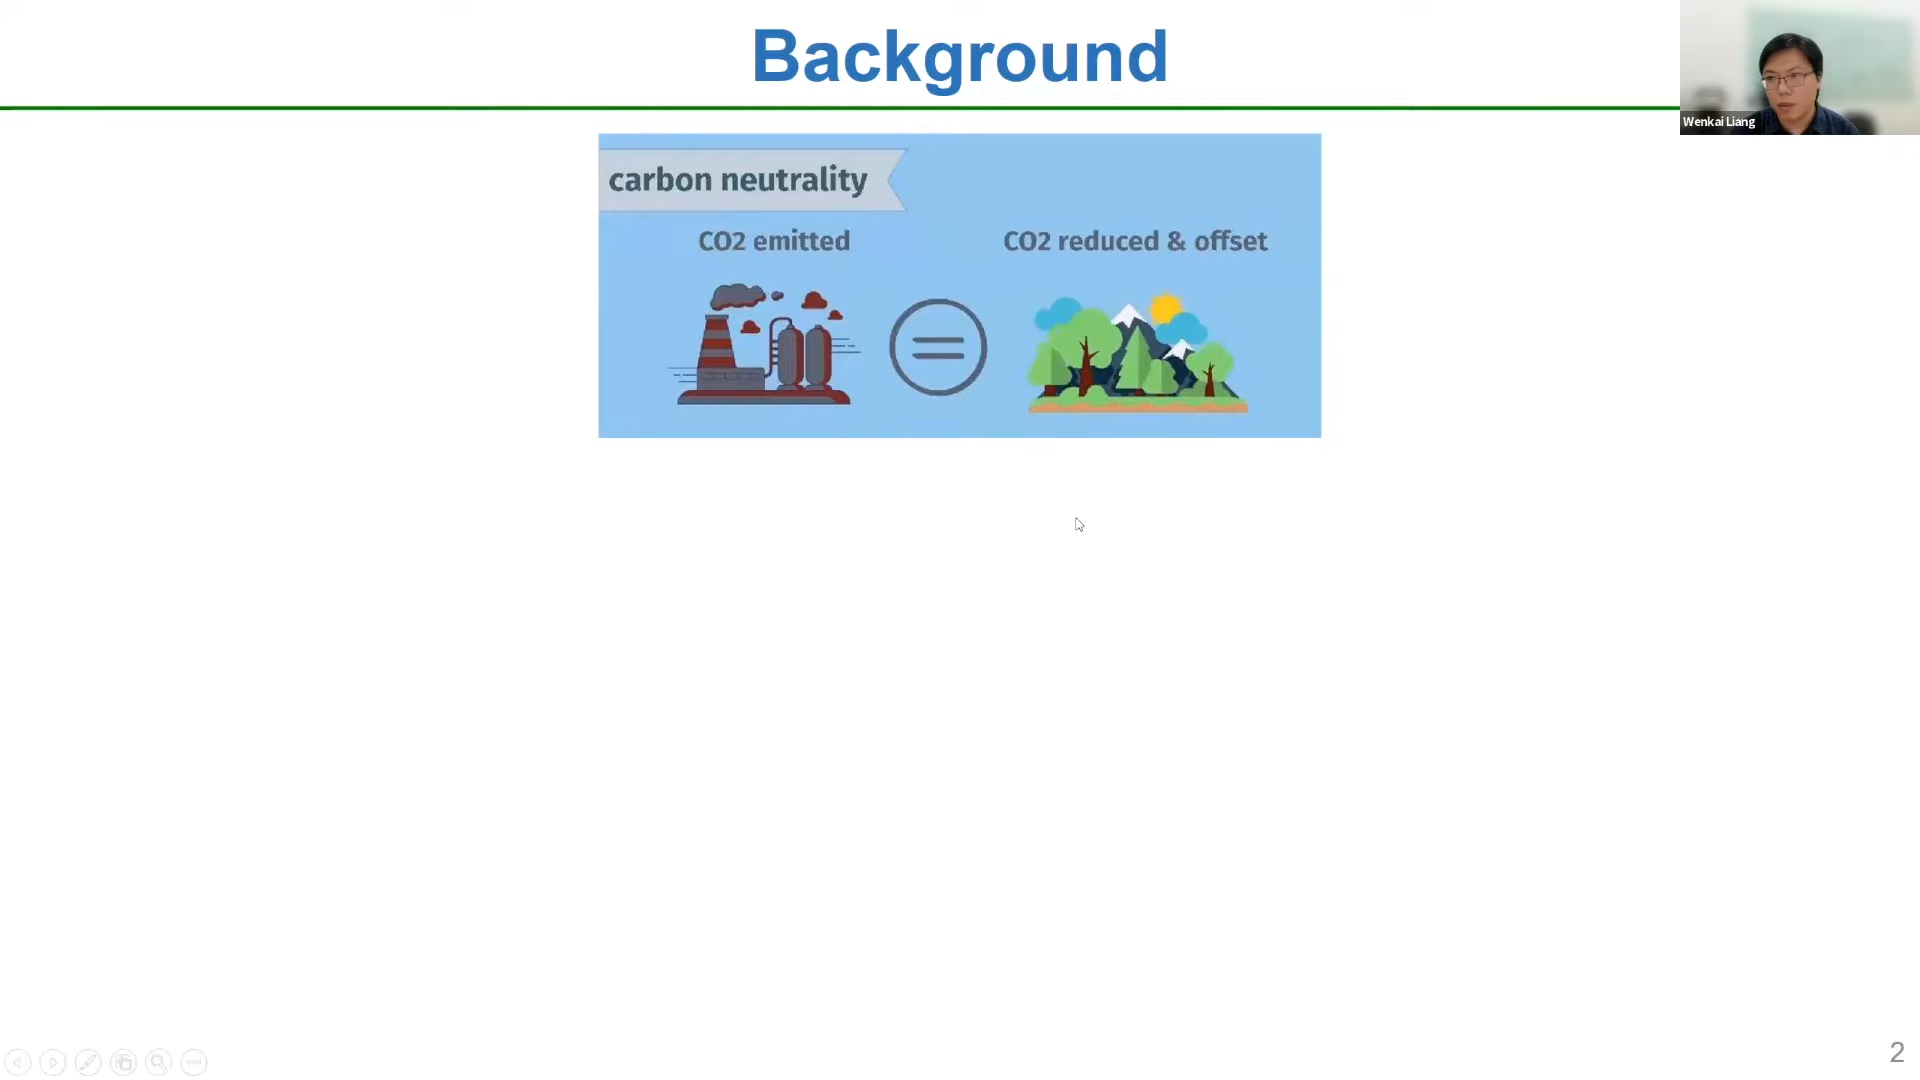 Background
Wenkai Liang
carbon neutrality
CO2 emitted
CO2 reduced & offset
2